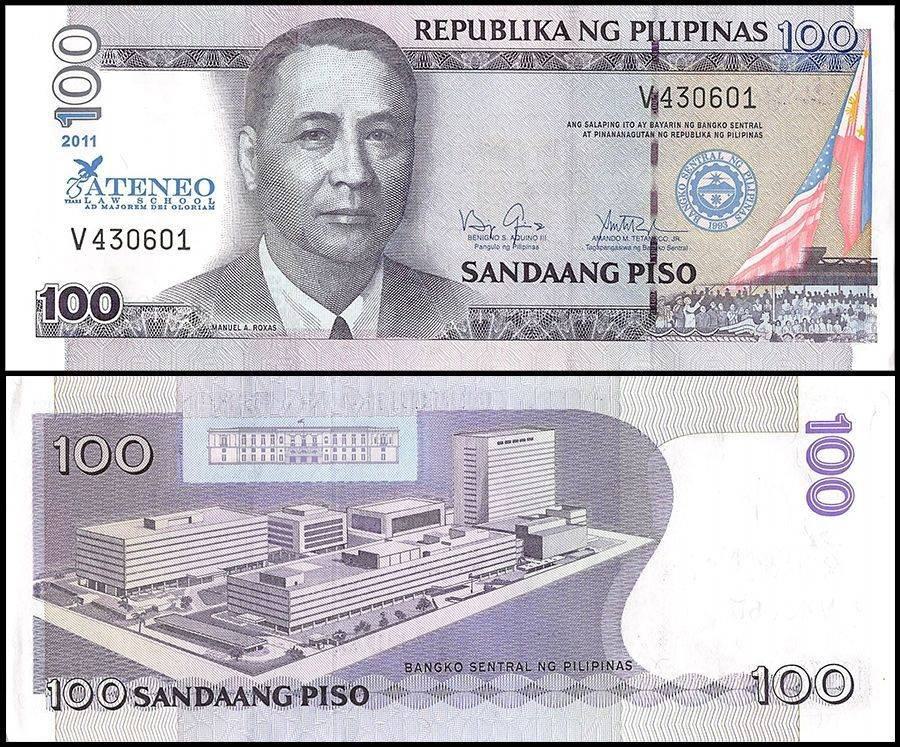 REPUBLIKA NG PILIPINAS 100
100
V430601
ANG SALAPING ITO AY BAYARIN NG BANGKO SENTRAL
AT PINANANAGUTAN NG REPUBLIKA NG PILIPINAS
2011
75 ATENEO
YEARS LAW SCHOOL
AD MAJOREM DEI GLORIAM
BANGKO SENTRAL NG PILIPINAS
1993
V430601
BENIGNO S. AQUINO III
Pangulo ng Pilipinas
AMANDO M. TETANGCO, JR.
Tagapangasiwa ng Bangko Sentral
SANDAANG PISO
100
MANUEL A. ROXAS
100
100
BANGKO SENTRAL NG PILIPINAS
100 SANDAANG PISO
100